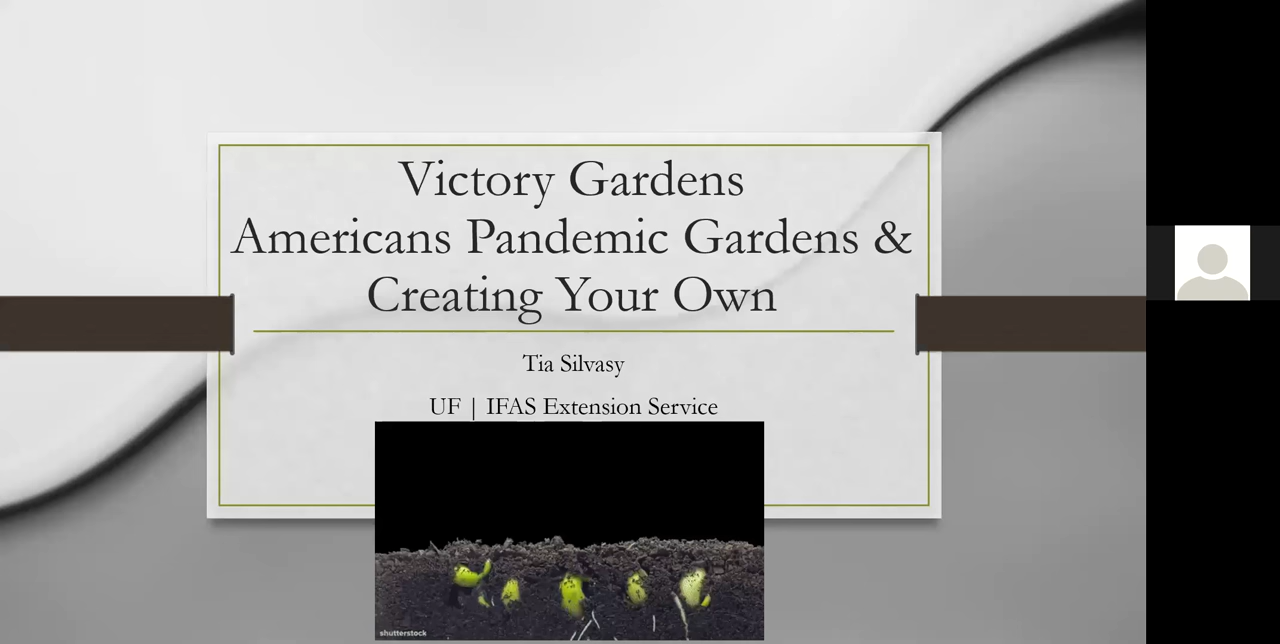 Victory Gardens
Americans Pandemic Gardens &
Creating Your Own
Tia Silvasy
UF | IFAS Extension Service
shutterstock